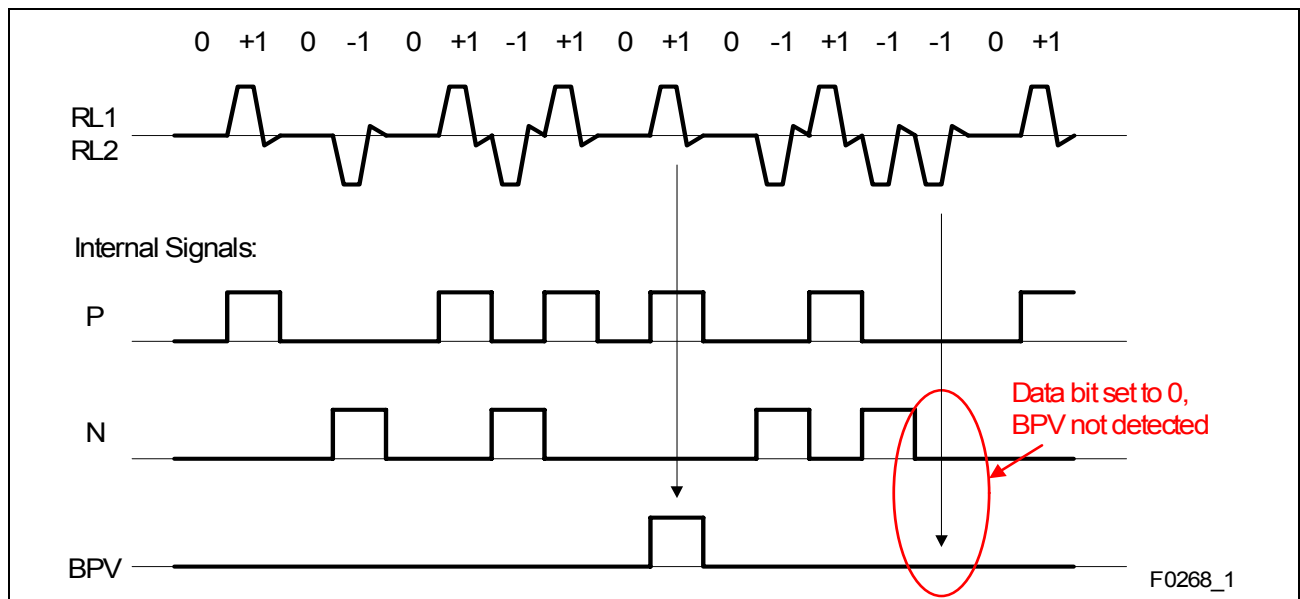 0 +1 0 -1 0 +1 -1 +1 0 +1 0 -1 +1 -1 -1 0 +1
RL1
RL2
Internal Signals:
P
N
Data bit set to 0,
BPV not detected
BPV
F0268_1